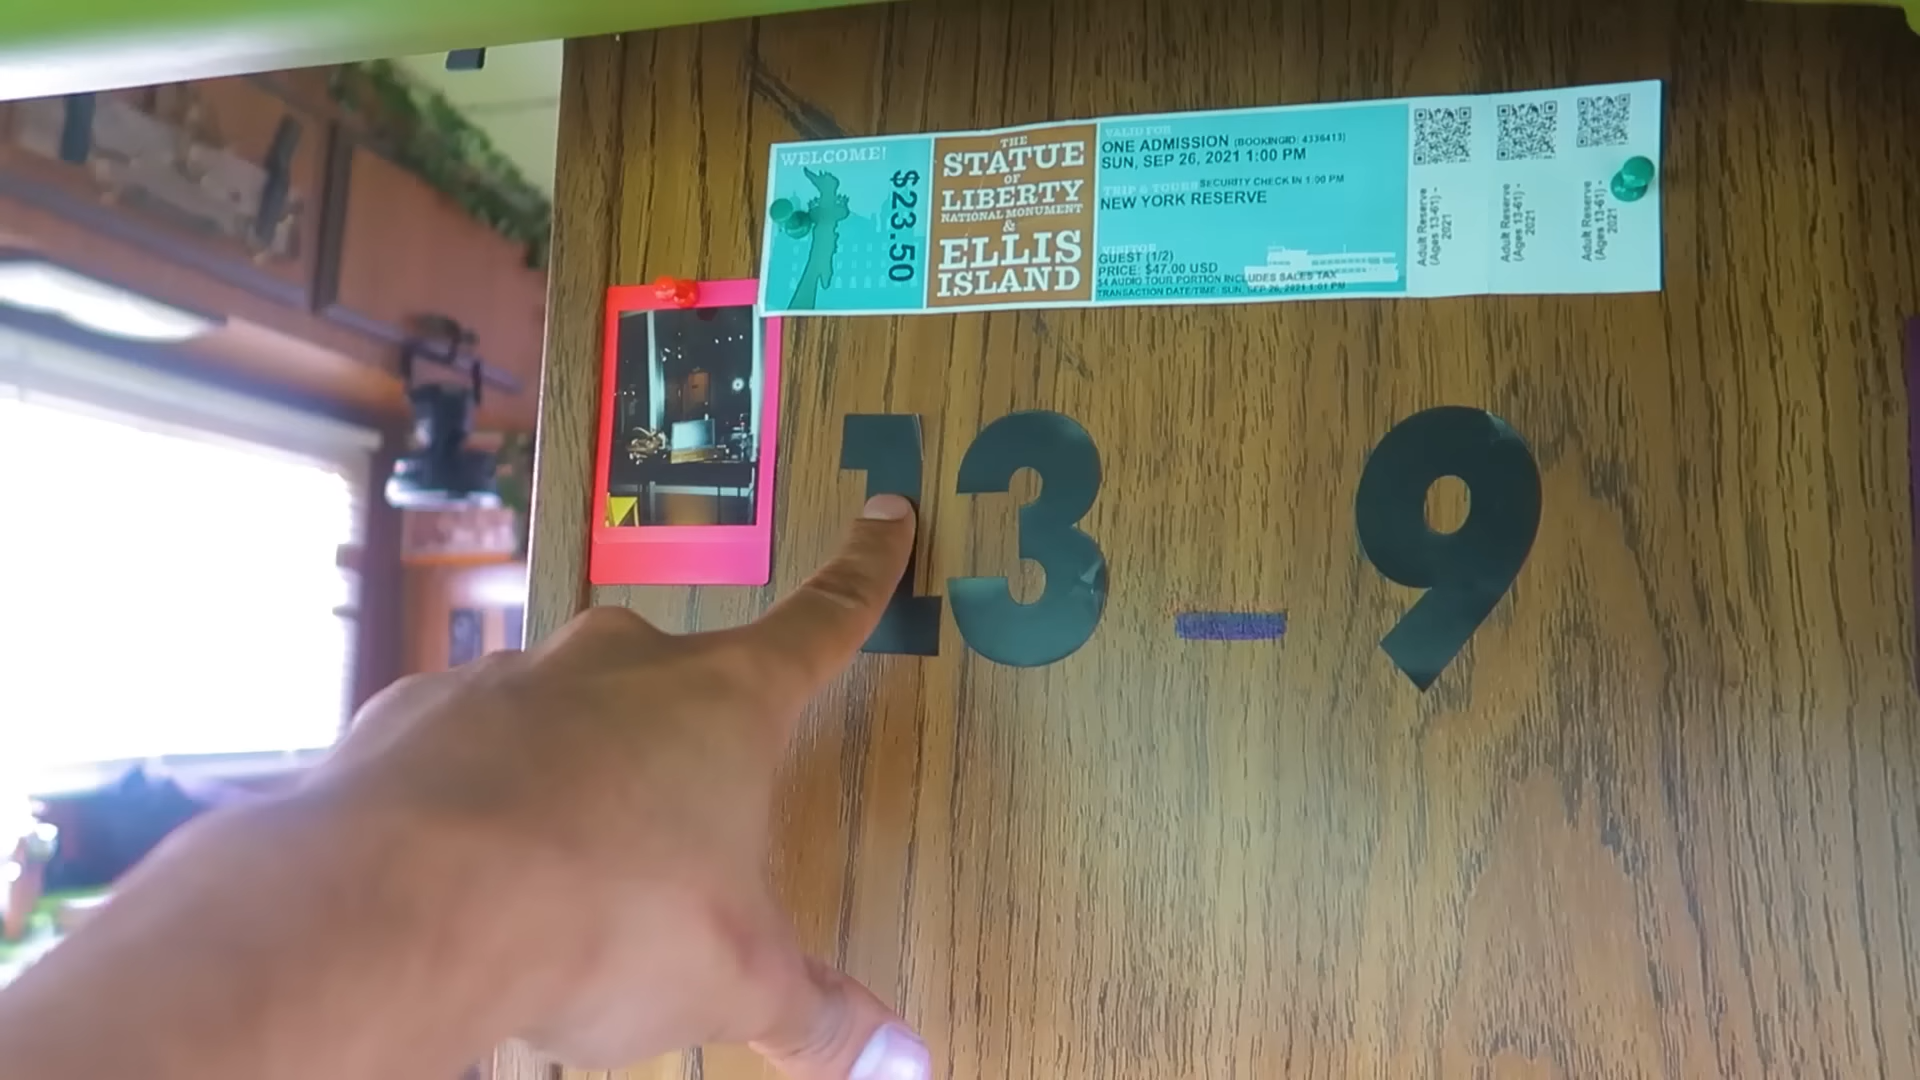 WELCOME!
$23.50
THE
STATUE
OF
LIBERTY
NATIONAL MONUMENT
&
ELLIS
ISLAND
VALID FOR
ONE ADMISSION (BOOKINGID: 4336413)
SUN, SEP 26, 2021 1:00 PM
TRIP & TOURS SECURITY CHECK IN 1:00 PM
NEW YORK RESERVE
VISITOR
GUEST (1/2)
PRICE: $47.00 USD
$4 AUDIO TOUR PORTION INCLUDES SALES TAX
TRANSACTION DATE/TIME: SUN, SEP 26, 2021 1:01 PM
Adult Reserve
(Ages 13-61) -
2021
Adult Reserve
(Ages 13-61) -
2021
Adult Reserve
(Ages 13-61) -
2021
13 _ 9